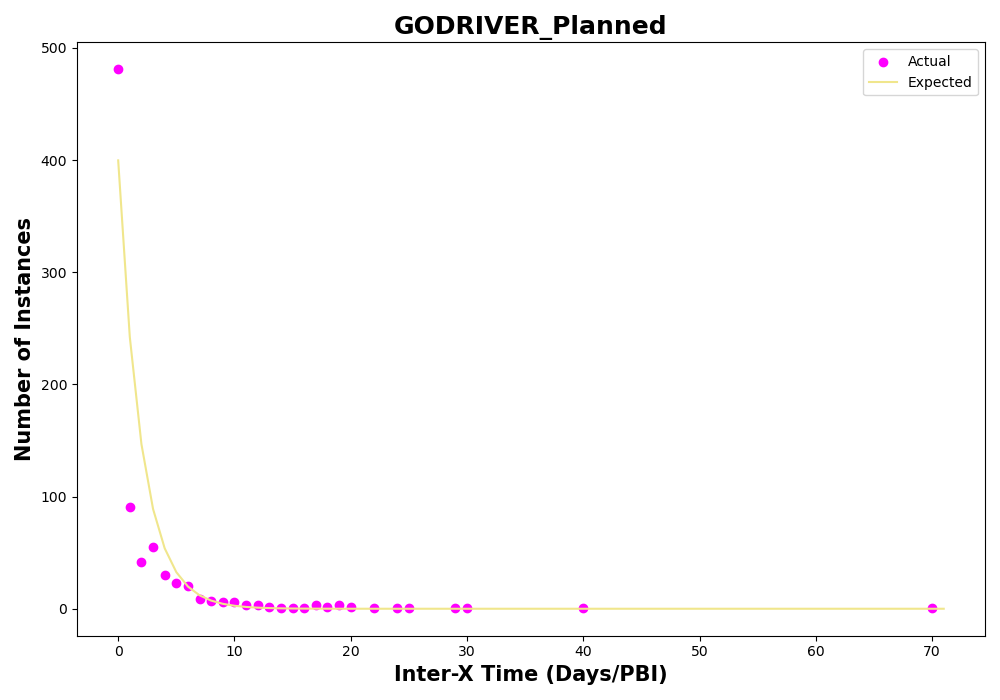 GODRIVER_Planned
Actual
Expected
Number of Instances
500
400
300
200
100
0
0 10 20 30 40 50 60 70
Inter-X Time (Days/PBI)